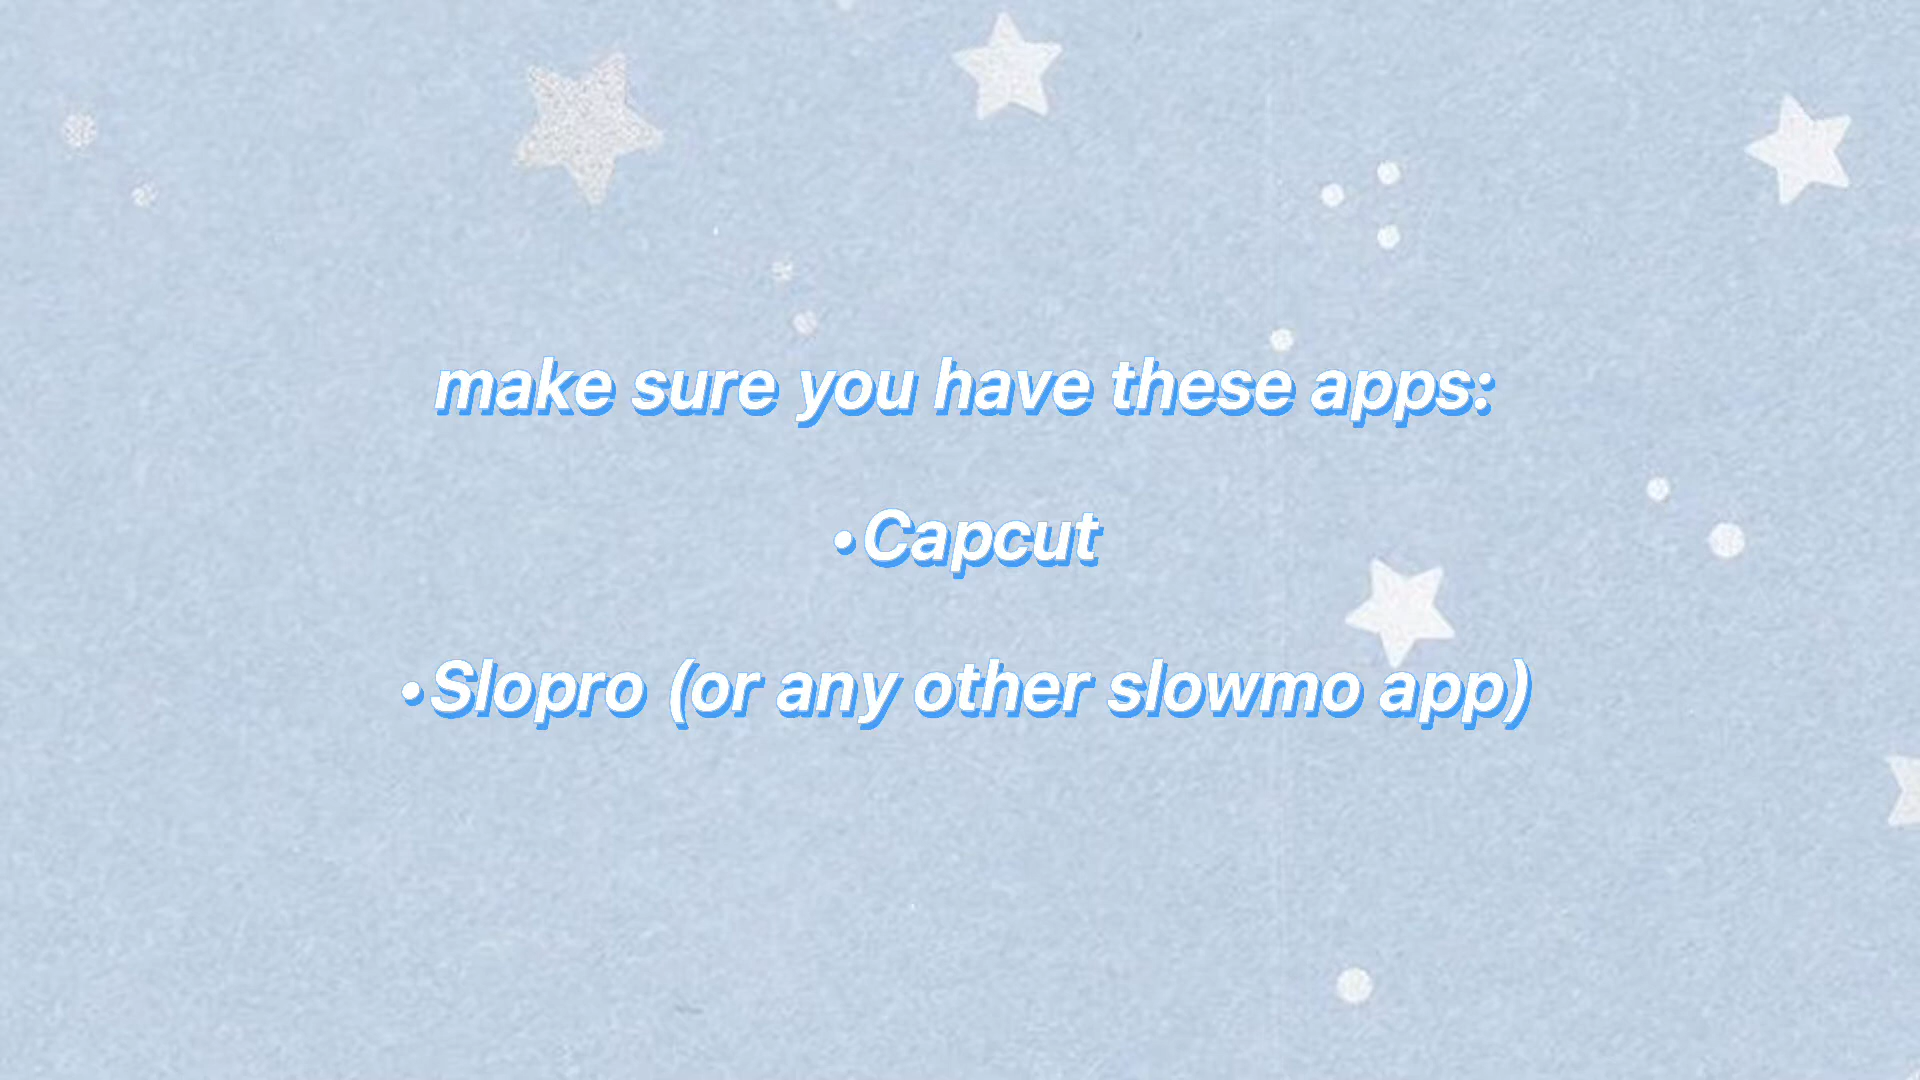 make sure you have these apps:
•Capcut
•Slopro (or any other slowmo app)